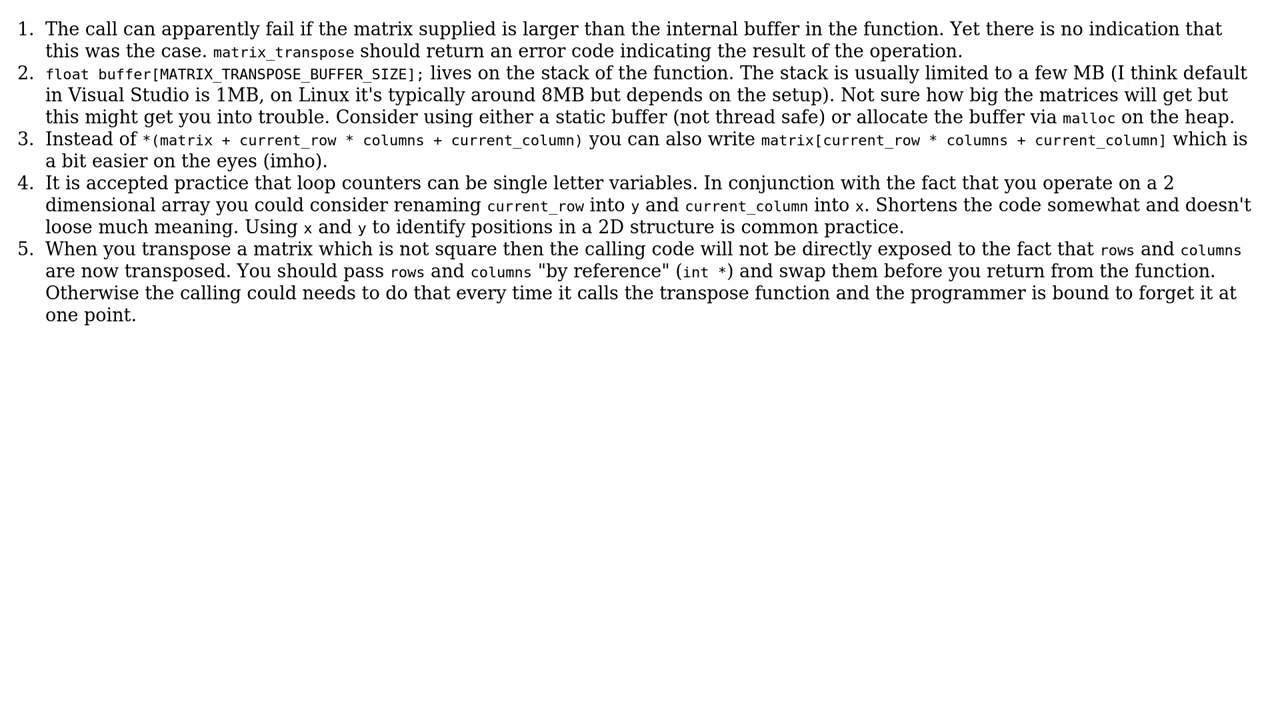 1. The call can apparently fail if the matrix supplied is larger than the internal buffer in the function. Yet there is no indication that
this was the case. matrix_transpose should return an error code indicating the result of the operation.
2. float buffer[MATRIX_TRANSPOSE_BUFFER_SIZE]; lives on the stack of the function. The stack is usually limited to a few MB (I think default
in Visual Studio is 1MB, on Linux it's typically around 8MB but depends on the setup). Not sure how big the matrices will get but
this might get you into trouble. Consider using either a static buffer (not thread safe) or allocate the buffer via malloc on the heap.
3. Instead of *(matrix + current_row * columns + current_column) you can also write matrix[current_row * columns + current_column] which is
a bit easier on the eyes (imho).
4. It is accepted practice that loop counters can be single letter variables. In conjunction with the fact that you operate on a 2
dimensional array you could consider renaming current_row into y and current_column into x. Shortens the code somewhat and doesn't
loose much meaning. Using x and y to identify positions in a 2D structure is common practice.
5. When you transpose a matrix which is not square then the calling code will not be directly exposed to the fact that rows and columns
are now transposed. You should pass rows and columns "by reference" (int *) and swap them before you return from the function.
Otherwise the calling could needs to do that every time it calls the transpose function and the programmer is bound to forget it at
one point.